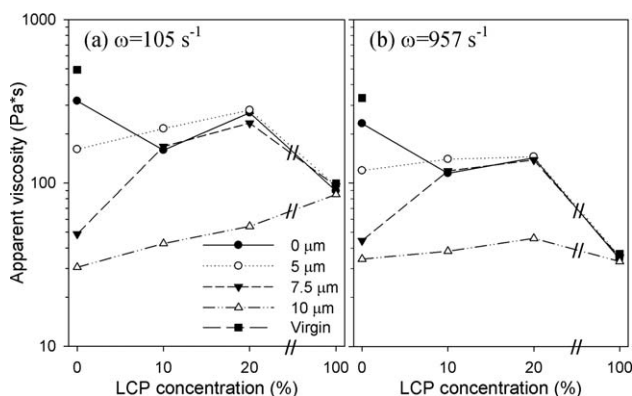 1000
(a) ω=105 s⁻¹
(b) ω=957 s⁻¹
Apparent viscosity (Pa*s)
100
10
0 μm
5 μm
7.5 μm
10 μm
Virgin
0 10 20 100
0 10 20 100
LCP concentration (%)
LCP concentration (%)